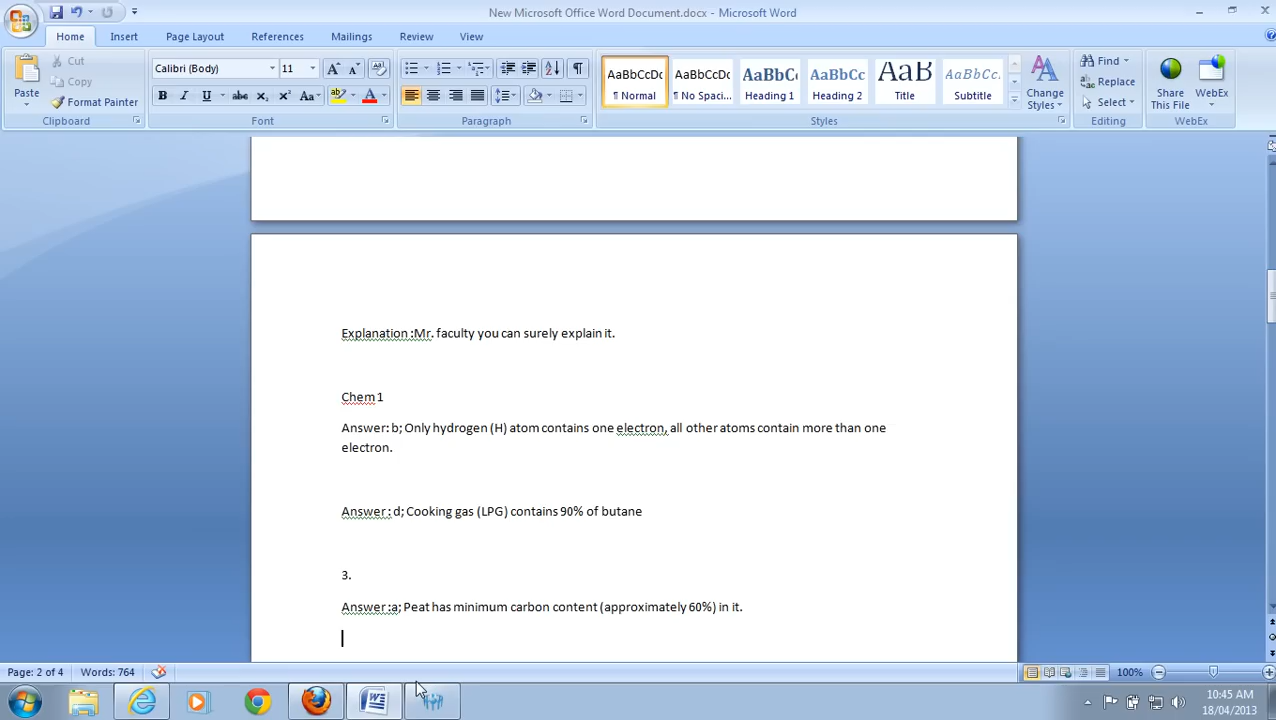 New Microsoft Office Word Document.docx - Microsoft Word
Home Insert Page Layout References Mailings Review View
Paste
Cut
Copy
Format Painter
Clipboard
Calibri (Body) 11
B I U abc x₂ x² Aa
Font
Paragraph
AaBbCcDc AaBbCcDc AaBbC AaBbCc AaB AaBbCc.
¶ Normal ¶ No Spaci... Heading 1 Heading 2 Title Subtitle
Change Styles
Styles
Find
Replace
Select
Editing
Share This File
WebEx
WebEx
Explanation :Mr. faculty you can surely explain it.
Chem 1
Answer: b; Only hydrogen (H) atom contains one electron, all other atoms contain more than one
electron.
Answer : d; Cooking gas (LPG) contains 90% of butane
3.
Answer :a; Peat has minimum carbon content (approximately 60%) in it.
Page: 2 of 4 Words: 764 100%
10:45 AM
18/04/2013